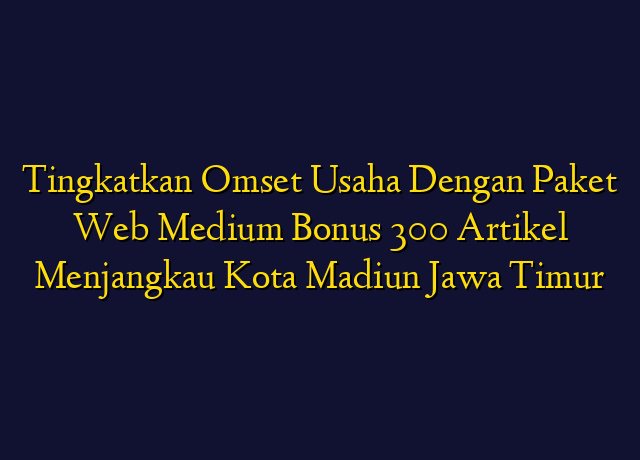 Tingkatkan Omset Usaha Dengan Paket
Web Medium Bonus 300 Artikel
Menjangkau Kota Madiun Jawa Timur